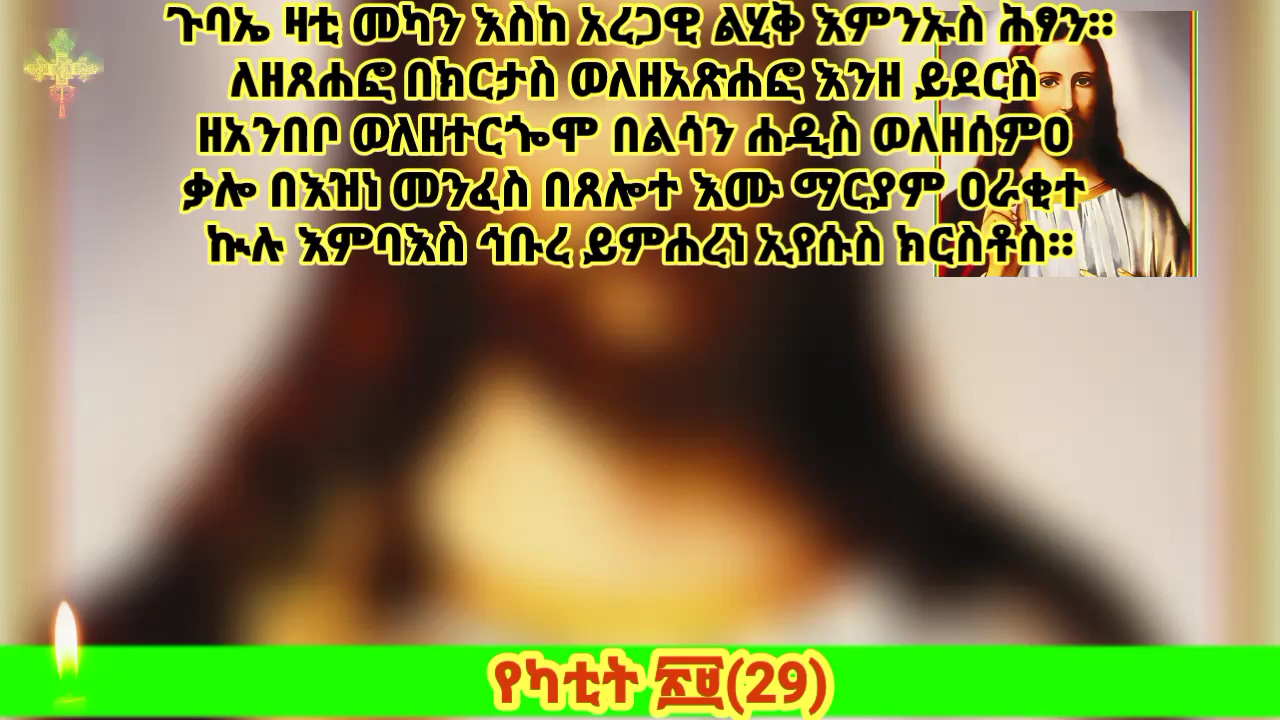 ጉባኤ ዛቲ መካን እስከ አረጋዊ ልሂቅ እምንኡስ ሕፃን።
ለዘጸሐፎ በክርታስ ወለዘአጽሐፎ እንዘ ይደርስ
ዘአንበቦ ወለዘተርጐሞ በልሳን ሐዲስ ወለዘሰምዐ
ቃሎ በእዝነ መንፈስ በጸሎተ እሙ ማርያም ዐራቂተ
ኲሉ እምባእስ ኅቡረ ይምሐረነ ኢየሱስ ክርስቶስ።
የካቲት ፳፱(29)